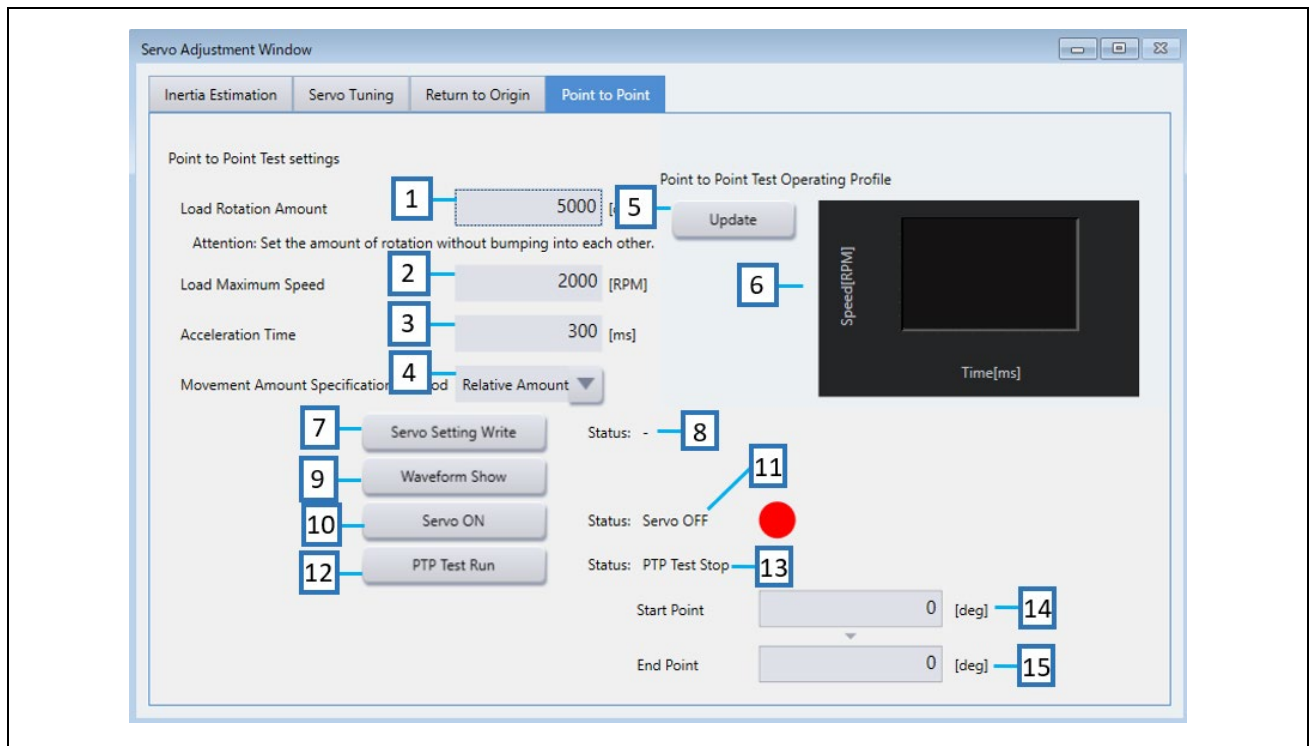 Servo Adjustment Window
Inertia Estimation Servo Tuning Return to Origin Point to Point
Point to Point Test settings
Point to Point Test Operating Profile
Load Rotation Amount 1 5000 5 Update
Attention: Set the amount of rotation without bumping into each other.
Load Maximum Speed 2 2000 [RPM] 6 Speed[RPM]
Acceleration Time 3 300 [ms]
Time[ms]
Movement Amount Specification 4 Relative Amount
7 Servo Setting Write Status: - 8
9 Waveform Show 11
10 Servo ON Status: Servo OFF
12 PTP Test Run Status: PTP Test Stop 13
Start Point 0 [deg] 14
End Point 0 [deg] 15